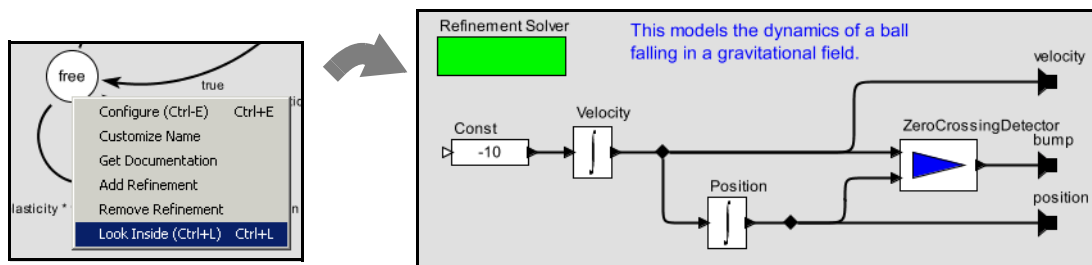 free
true
Configure (Ctrl-E) Ctrl+E
Customize Name
Get Documentation
Add Refinement
Remove Refinement
lasticity *
n
Look Inside (Ctrl+L) Ctrl+L
Refinement Solver
This models the dynamics of a ball
falling in a gravitational field.
velocity
Const
-10
Velocity
∫
ZeroCrossingDetector
bump
Position
∫
position